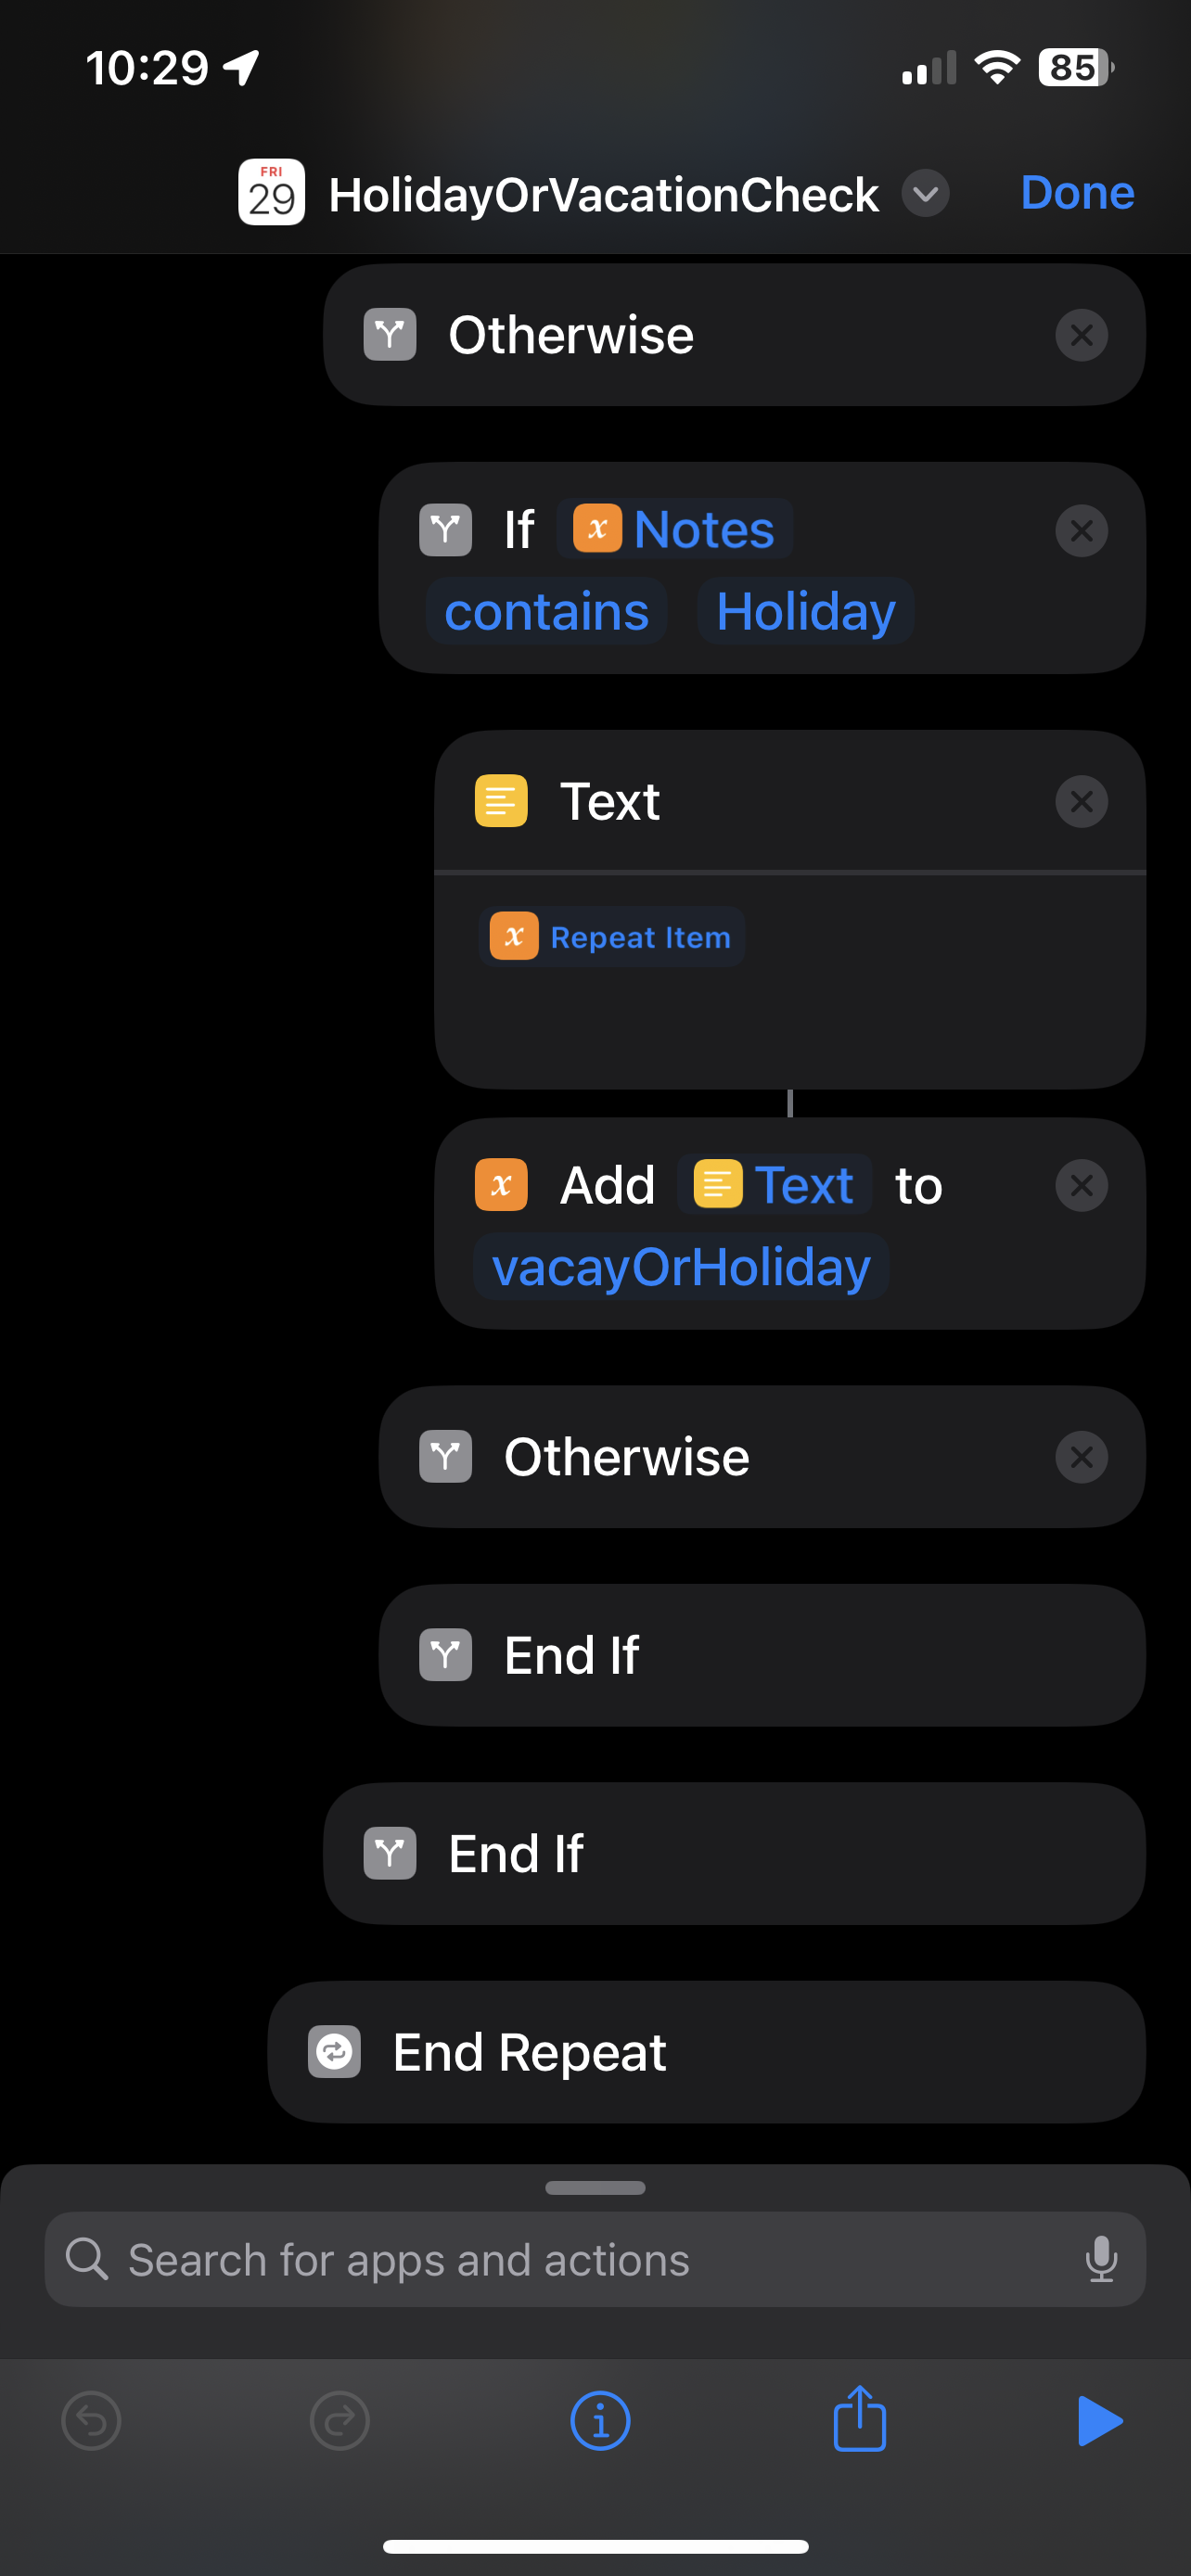 10:29
85
FRI
29
HolidayOrVacationCheck
Done
Otherwise
If Notes
contains Holiday
Text
Repeat Item
Add Text to
vacayOrHoliday
Otherwise
End If
End If
End Repeat
Search for apps and actions